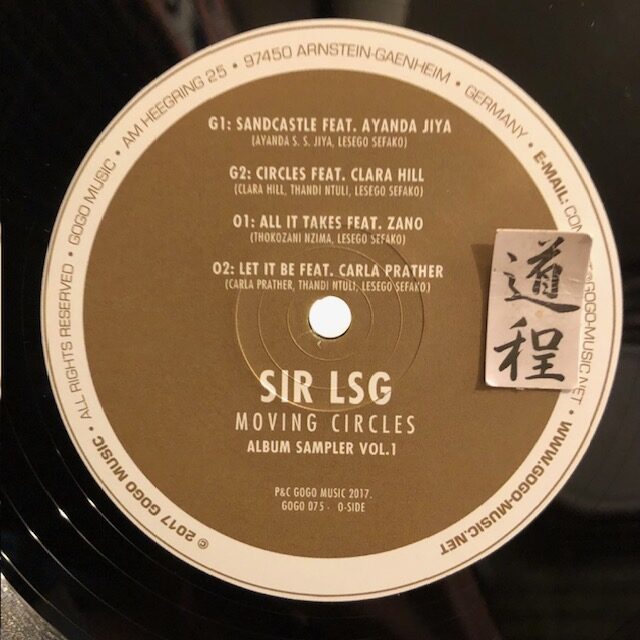 G1: SANDCASTLE FEAT. AYANDA JIYA
(AYANDA S. S. JIYA, LESEGO SEFAKO)
G2: CIRCLES FEAT. CLARA HILL
(CLARA HILL, THANDI NTULI, LESEGO SEFAKO)
O1: ALL IT TAKES FEAT. ZANO
(THOKOZANI NZIMA, LESEGO SEFAKO)
O2: LET IT BE FEAT. CARLA PRATHER
(CARLA PRATHER, THANDI NTULI, LESEGO SEFAKO)
道程
SIR LSG
MOVING CIRCLES
ALBUM SAMPLER VOL.1
P&C GOGO MUSIC 2017.
GOGO 075 - O-SIDE
© 2017 GOGO MUSIC • ALL RIGHTS RESERVED • GOGO MUSIC • AM HEEGRING 25 • 97450 ARNSTEIN-GAENHEIM • GERMANY • E-MAIL: GOGO-MUSIC.NET • WWW.GOGO-MUSIC.NET